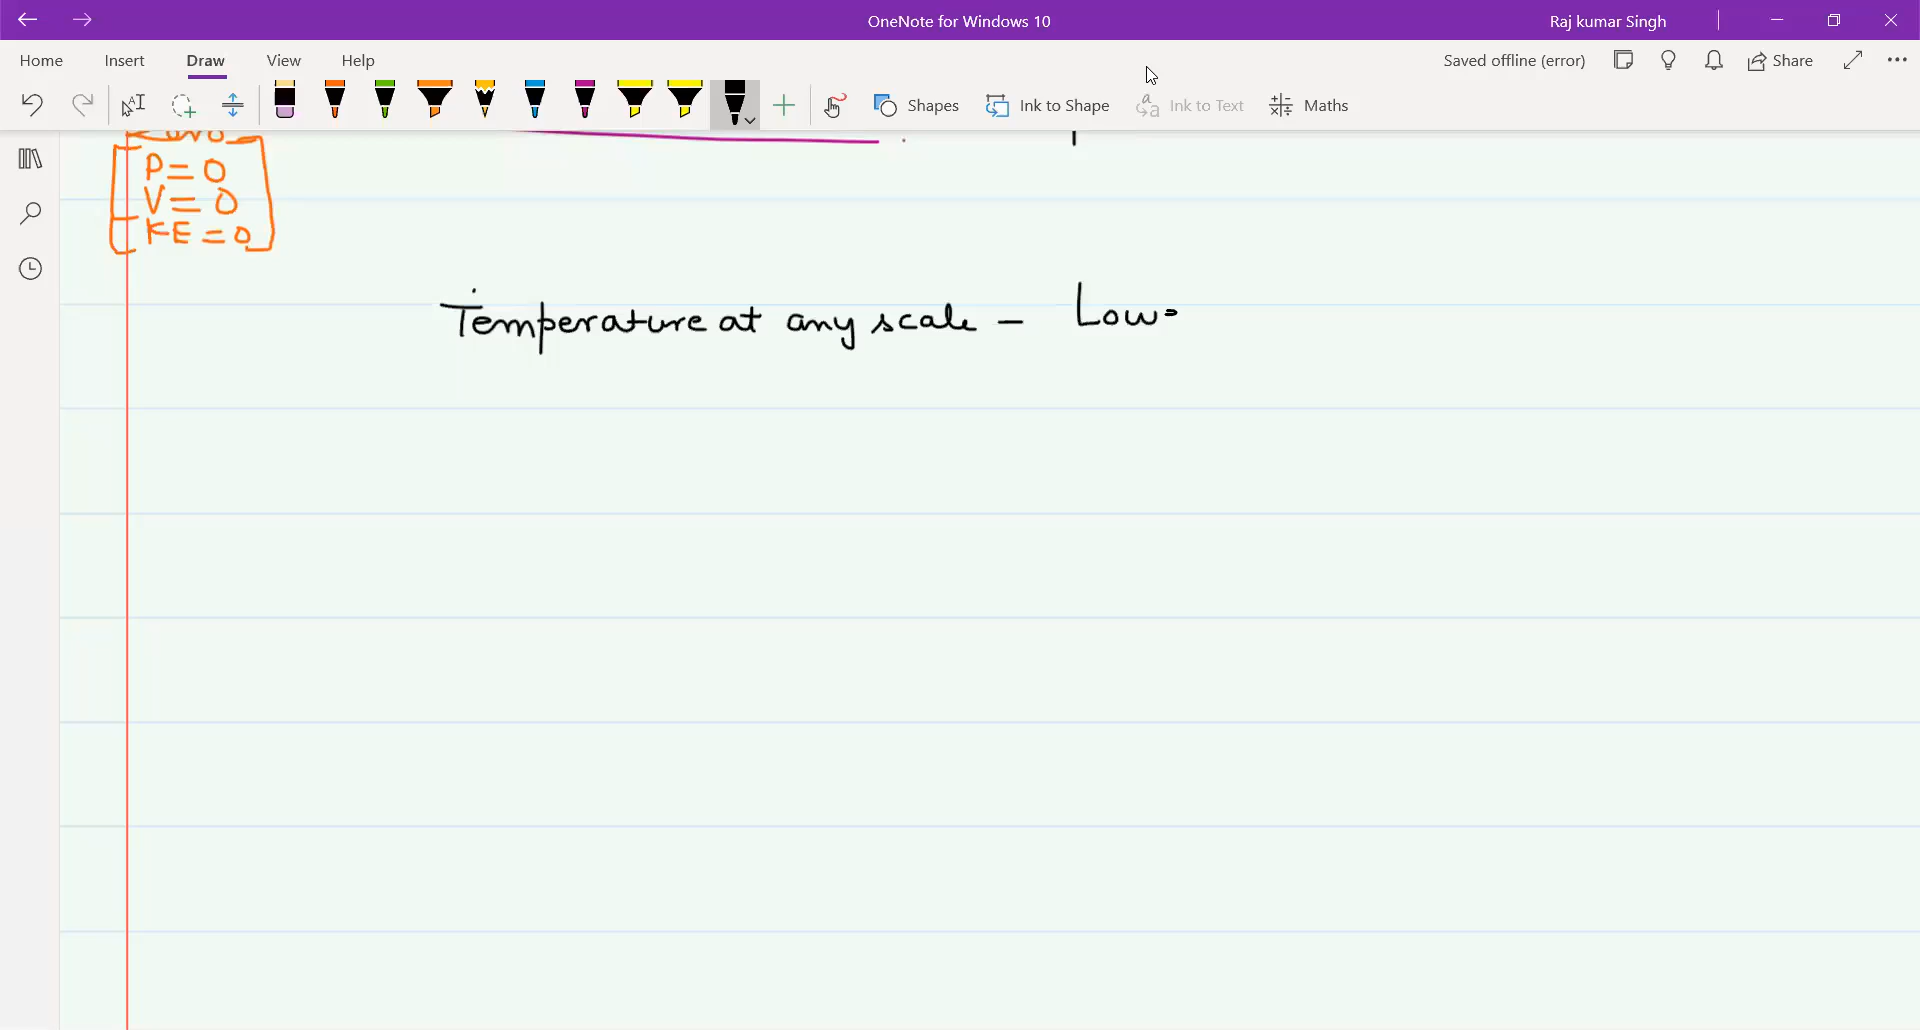 OneNote for Windows 10
Raj kumar Singh
Home Insert Draw View Help
Saved offline (error) Share
Shapes Ink to Shape Ink to Text Maths
P = 0
V = 0
KE = 0
Temperature at any scale - Low